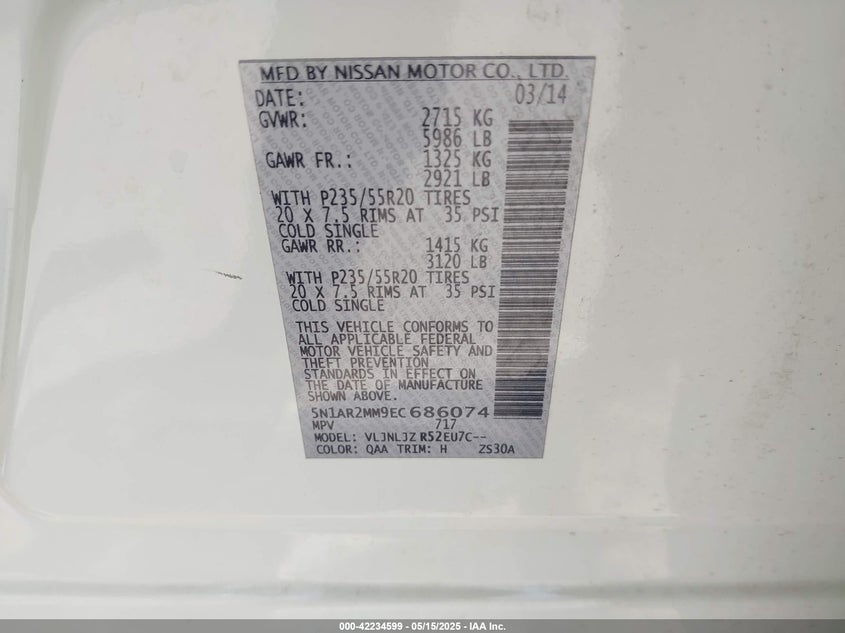 MFD BY NISSAN MOTOR CO., LTD.
DATE: 03/14
GVWR: 2715 KG
5986 LB
GAWR FR.: 1325 KG
2921 LB
WITH P235/55R20 TIRES
20 X 7.5 RIMS AT 35 PSI
COLD SINGLE
GAWR RR.: 1415 KG
3120 LB
WITH P235/55R20 TIRES
20 X 7.5 RIMS AT 35 PSI
COLD SINGLE
THIS VEHICLE CONFORMS TO
ALL APPLICABLE FEDERAL
MOTOR VEHICLE SAFETY AND
THEFT PREVENTION
STANDARDS IN EFFECT ON
THE DATE OF MANUFACTURE
SHOWN ABOVE.
5N1AR2MM9EC686074
MPV 717
MODEL: VLJNLJZ R52EU7C--
COLOR: QAA TRIM: H ZS30A
000-42234599 - 05/15/2025 - IAA Inc.